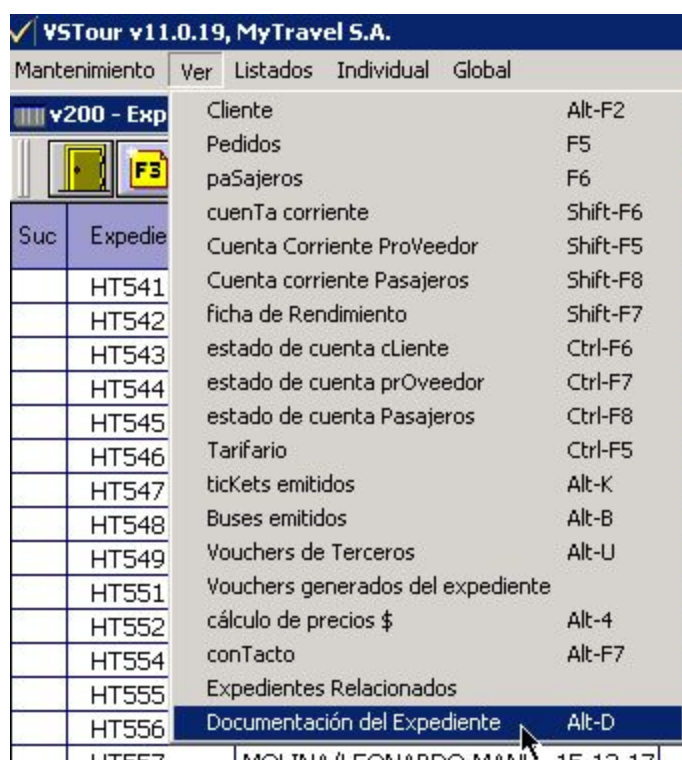 VSTour v11.0.19, MyTravel S.A.
Mantenimiento Ver Listados Individual Global
v200 - Exp
F3
Suc Expedie
HT541
HT542
HT543
HT544
HT545
HT546
HT547
HT548
HT549
HT551
HT552
HT554
HT555
HT556
Cliente Alt-F2
Pedidos F5
paSajeros F6
cuenTa corriente Shift-F6
Cuenta Corriente ProVeedor Shift-F5
Cuenta corriente Pasajeros Shift-F8
ficha de Rendimiento Shift-F7
estado de cuenta cLiente Ctrl-F6
estado de cuenta prOveedor Ctrl-F7
estado de cuenta Pasajeros Ctrl-F8
Tarifario Ctrl-F5
ticKets emitidos Alt-K
Buses emitidos Alt-B
Vouchers de Terceros Alt-U
Vouchers generados del expediente
cálculo de precios $ Alt-4
conTacto Alt-F7
Expedientes Relacionados
Documentación del Expediente Alt-D
HT557